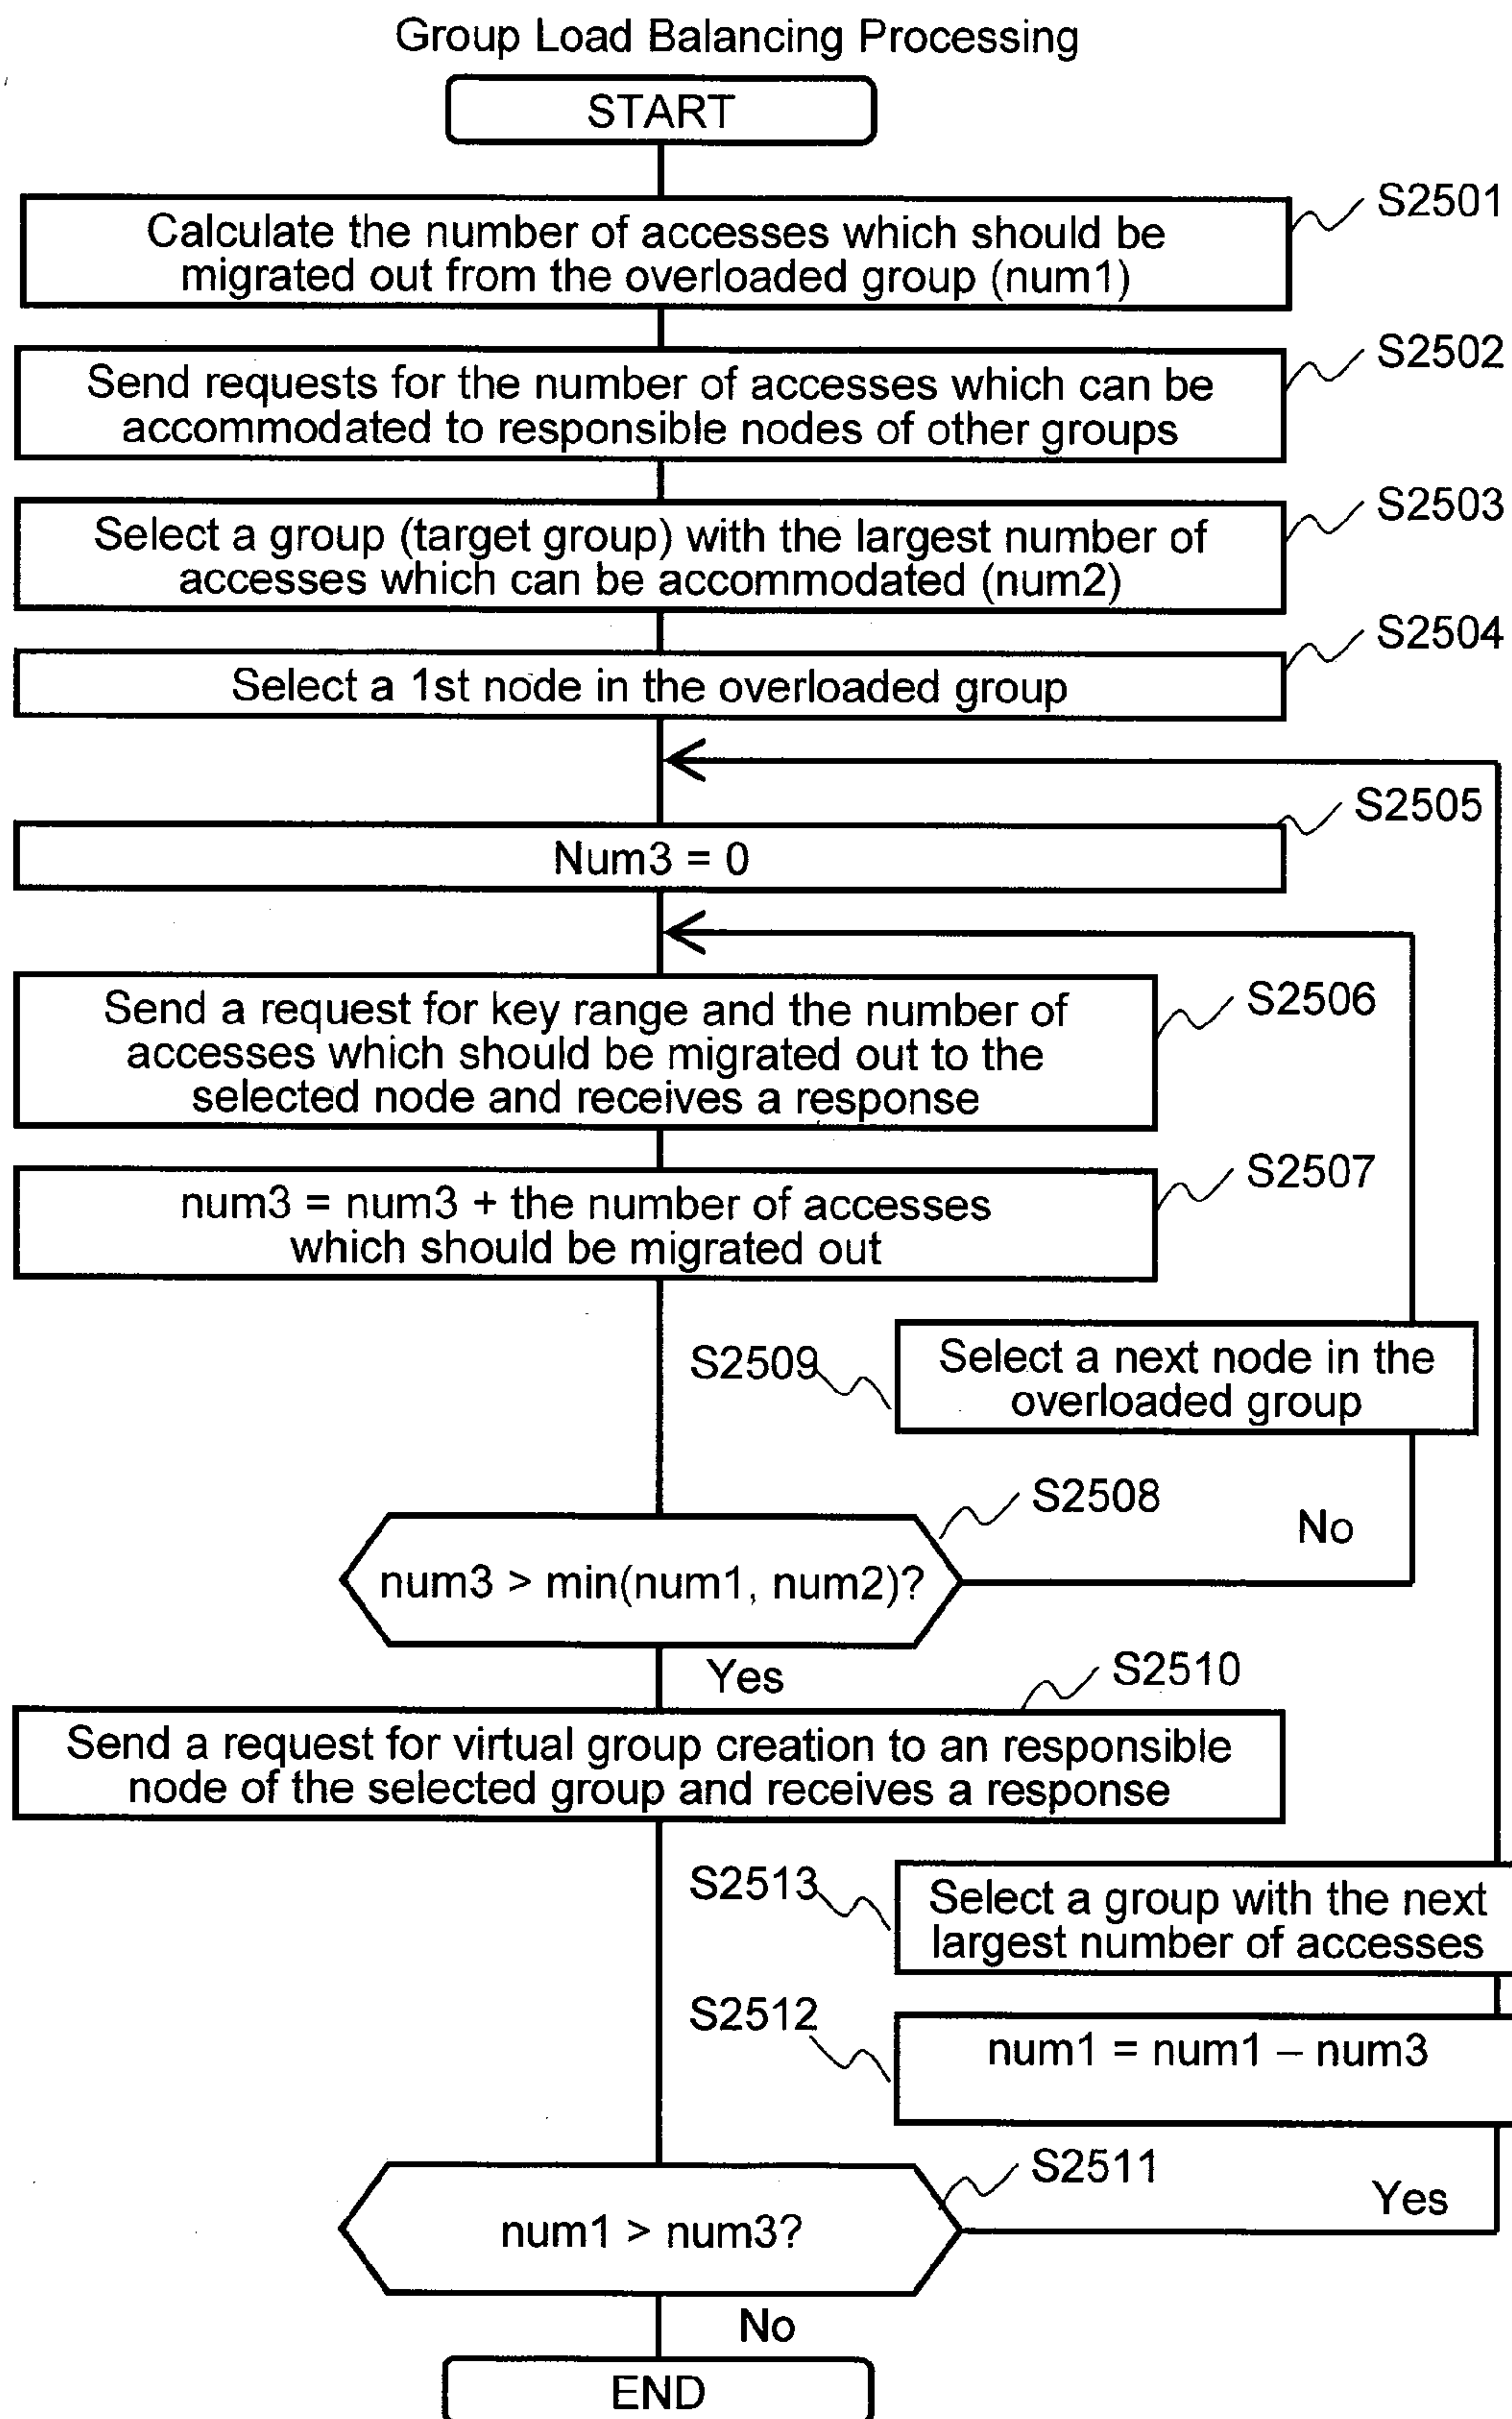 Group Load Balancing Processing
START
S2501
Calculate the number of accesses which should be
migrated out from the overloaded group (num1)
S2502
Send requests for the number of accesses which can be
accommodated to responsible nodes of other groups
S2503
Select a group (target group) with the largest number of
accesses which can be accommodated (num2)
S2504
Select a 1st node in the overloaded group
S2505
Num3 = 0
S2506
Send a request for key range and the number of
accesses which should be migrated out to the
selected node and receives a response
S2507
num3 = num3 + the number of accesses
which should be migrated out
S2509
Select a next node in the
overloaded group
S2508
No
num3 > min(num1, num2)?
Yes
S2510
Send a request for virtual group creation to an responsible
node of the selected group and receives a response
S2513
Select a group with the next
largest number of accesses
S2512
num1 = num1 – num3
S2511
Yes
num1 > num3?
No
END